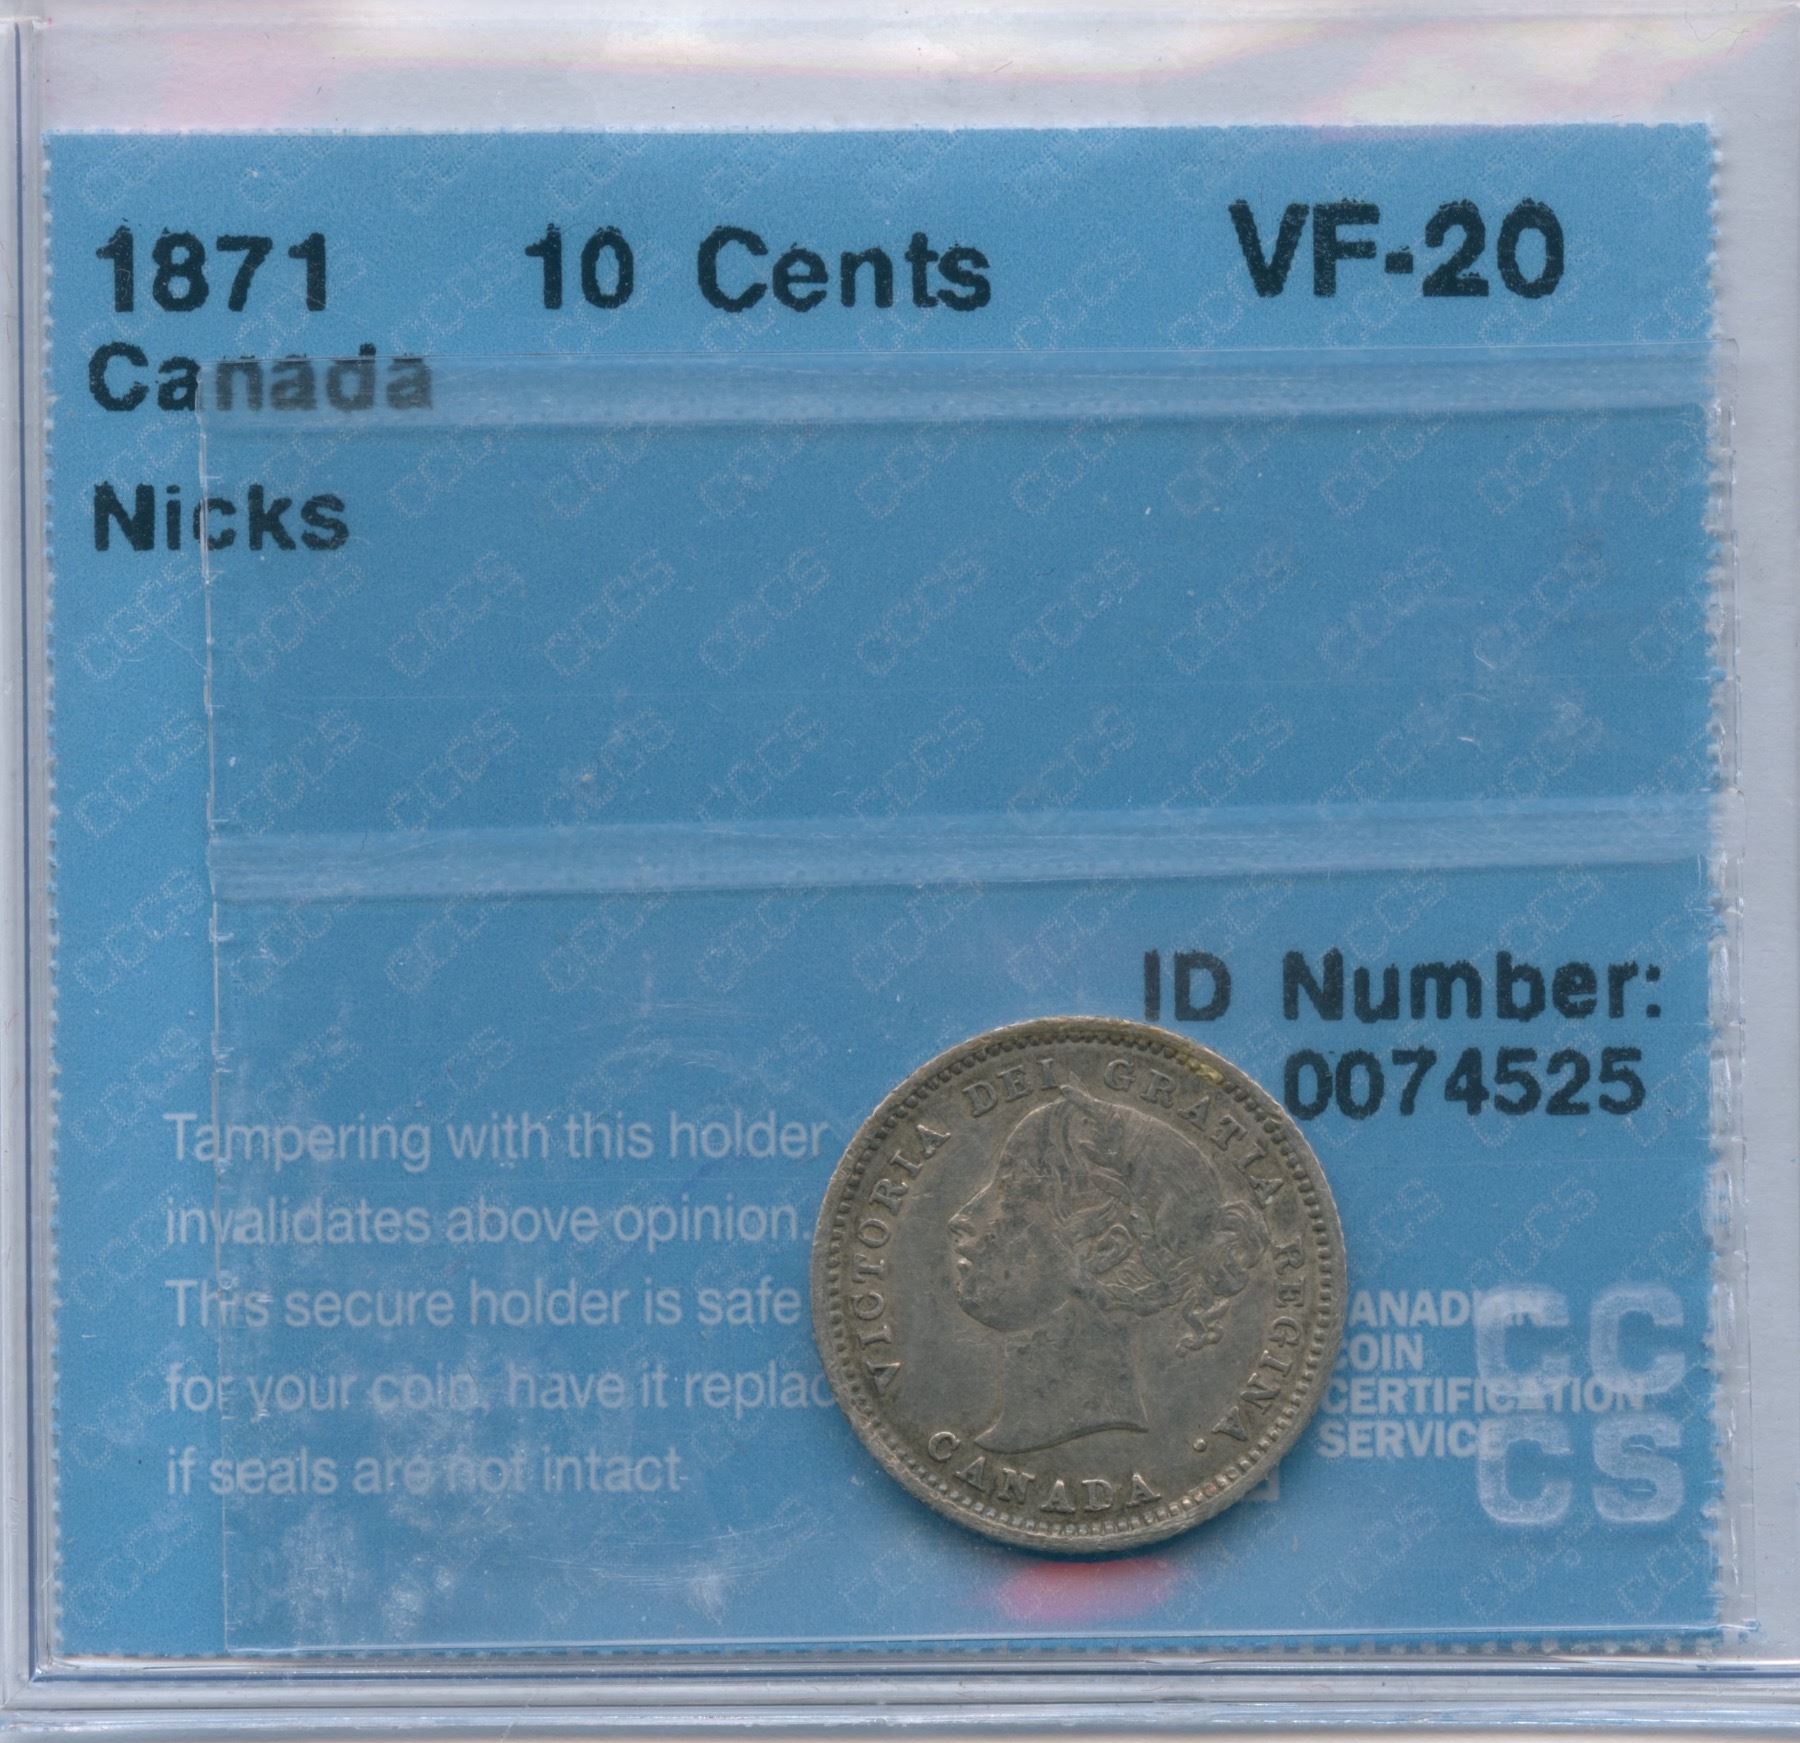 1871 10 Cents VF-20
Canada
Nicks
ID Number:
0074525
Tampering with this holder
invalidates above opinion.
This secure holder is safe
for your coin, have it replac
if seals are not intact
VICTORIA DEI GRATIA REGINA.
CANADA
ANADIAN
COIN
CERTIFICATION
SERVICE
CC
CS